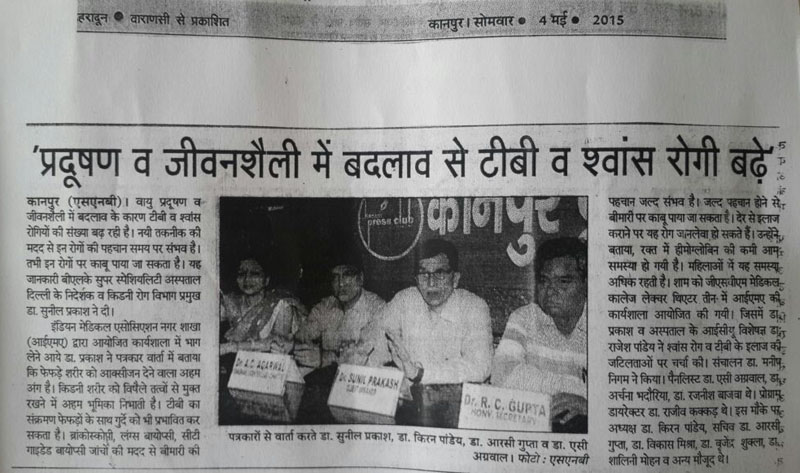 हरादून ● वाराणसी से प्रकाशित
कानपुर। सोमवार ● 4 मई ● 2015
'प्रदूषण व जीवनशैली में बदलाव से टीबी व श्वांस रोगी बढ़े'
कानपुर (एसएनबी)। वायु प्रदूषण व
जीवनशैली में बदलाव के कारण टीबी व श्वांस
रोगियों की संख्या बढ़ रही है। नयी तकनीक की
मदद से इन रोगों की पहचान समय पर संभव है।
तभी इन रोगों पर काबू पाया जा सकता है। यह
जानकारी बीएलके सुपर स्पेशियलिटी अस्पताल
दिल्ली के निदेशक व किडनी रोग विभाग प्रमुख
डा. सुनील प्रकाश ने दी।
इंडियन मेडिकल एसोसिएशन नगर शाखा
(आईएमए) द्वारा आयोजित कार्यशाला में भाग
लेने आये डा. प्रकाश ने पत्रकार वार्ता में बताया
कि फेफड़े शरीर को आक्सीजन देने वाला अहम
अंग है। किडनी शरीर को विषैले तत्वों से मुक्त
रखने में अहम भूमिका निभाती है। टीबी का
संक्रमण फेफड़ों के साथ गुर्दे को भी प्रभावित कर
सकता है। ब्रांकोस्कोपी, लंग्स बायोप्सी, सीटी
गाइडेड बायोप्सी जांचों की मदद से बीमारी की
press club
कानपुर
Dr. A.C. AGARWAL
Dr. SUNIL PRAKASH
Dr. R. C. GUPTA
HONY. SECRETARY
पत्रकारों से वार्ता करते डा. सुनील प्रकाश, डा. किरन पांडेय, डा. आरसी गुप्ता व डा. एसी
अग्रवाल। फोटो : एसएनबी
पहचान जल्द संभव है। जल्द पहचान होने से
बीमारी पर काबू पाया जा सकता है। देर से इलाज
कराने पर यह रोग जानलेवा हो सकते हैं। उन्होंने
बताया, रक्त में हीमोग्लोबिन की कमी आम
समस्या हो गयी है। महिलाओं में यह समस्या
अधिक रहती है। शाम को जीएसवीएम मेडिकल
कालेज लेक्चर थिएटर तीन में आईएमए की
कार्यशाला आयोजित की गयी। जिसमें डा.
प्रकाश व अस्पताल के आईसीयू विशेषज्ञ डा.
राजेश पांडेय ने श्वांस रोग व टीबी के इलाज की
जटिलताओं पर चर्चा की। संचालन डा. मनीष
निगम ने किया। पैनलिस्ट डा. एसी अग्रवाल, डा.
अर्चना भदौरिया, डा. रजनीश बाजवा थे। प्रोग्राम
डायरेक्टर डा. राजीव कक्कड़ थे। इस मौके पर
अध्यक्ष डा. किरन पांडेय, सचिव डा. आरसी
गुप्ता, डा. विकास मिश्रा, डा. बृजेंद्र शुक्ला, डा.
शालिनी मोहन व अन्य मौजूद थे।